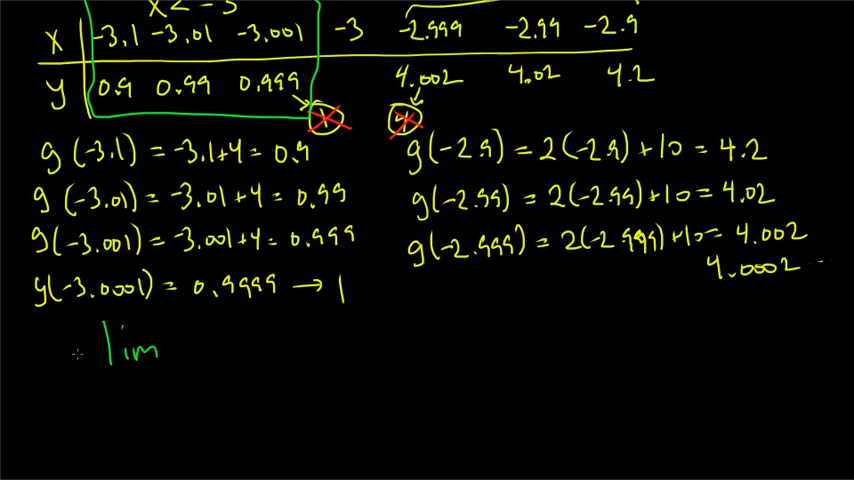 x < -3
x -3.1 -3.01 -3.001 -3 -2.999 -2.99 -2.9
y 0.9 0.99 0.999 4.002 4.02 4.2
1 4
g(-3.1) = -3.1+4 = 0.9
g(-3.01) = -3.01+4 = 0.99
g(-3.001) = -3.001+4 = 0.999
g(-3.0001) = 0.9999 → 1
g(-2.9) = 2(-2.9)+10 = 4.2
g(-2.99) = 2(-2.99)+10 = 4.02
g(-2.999) = 2(-2.999)+10 = 4.002
4.0002 ..
lim